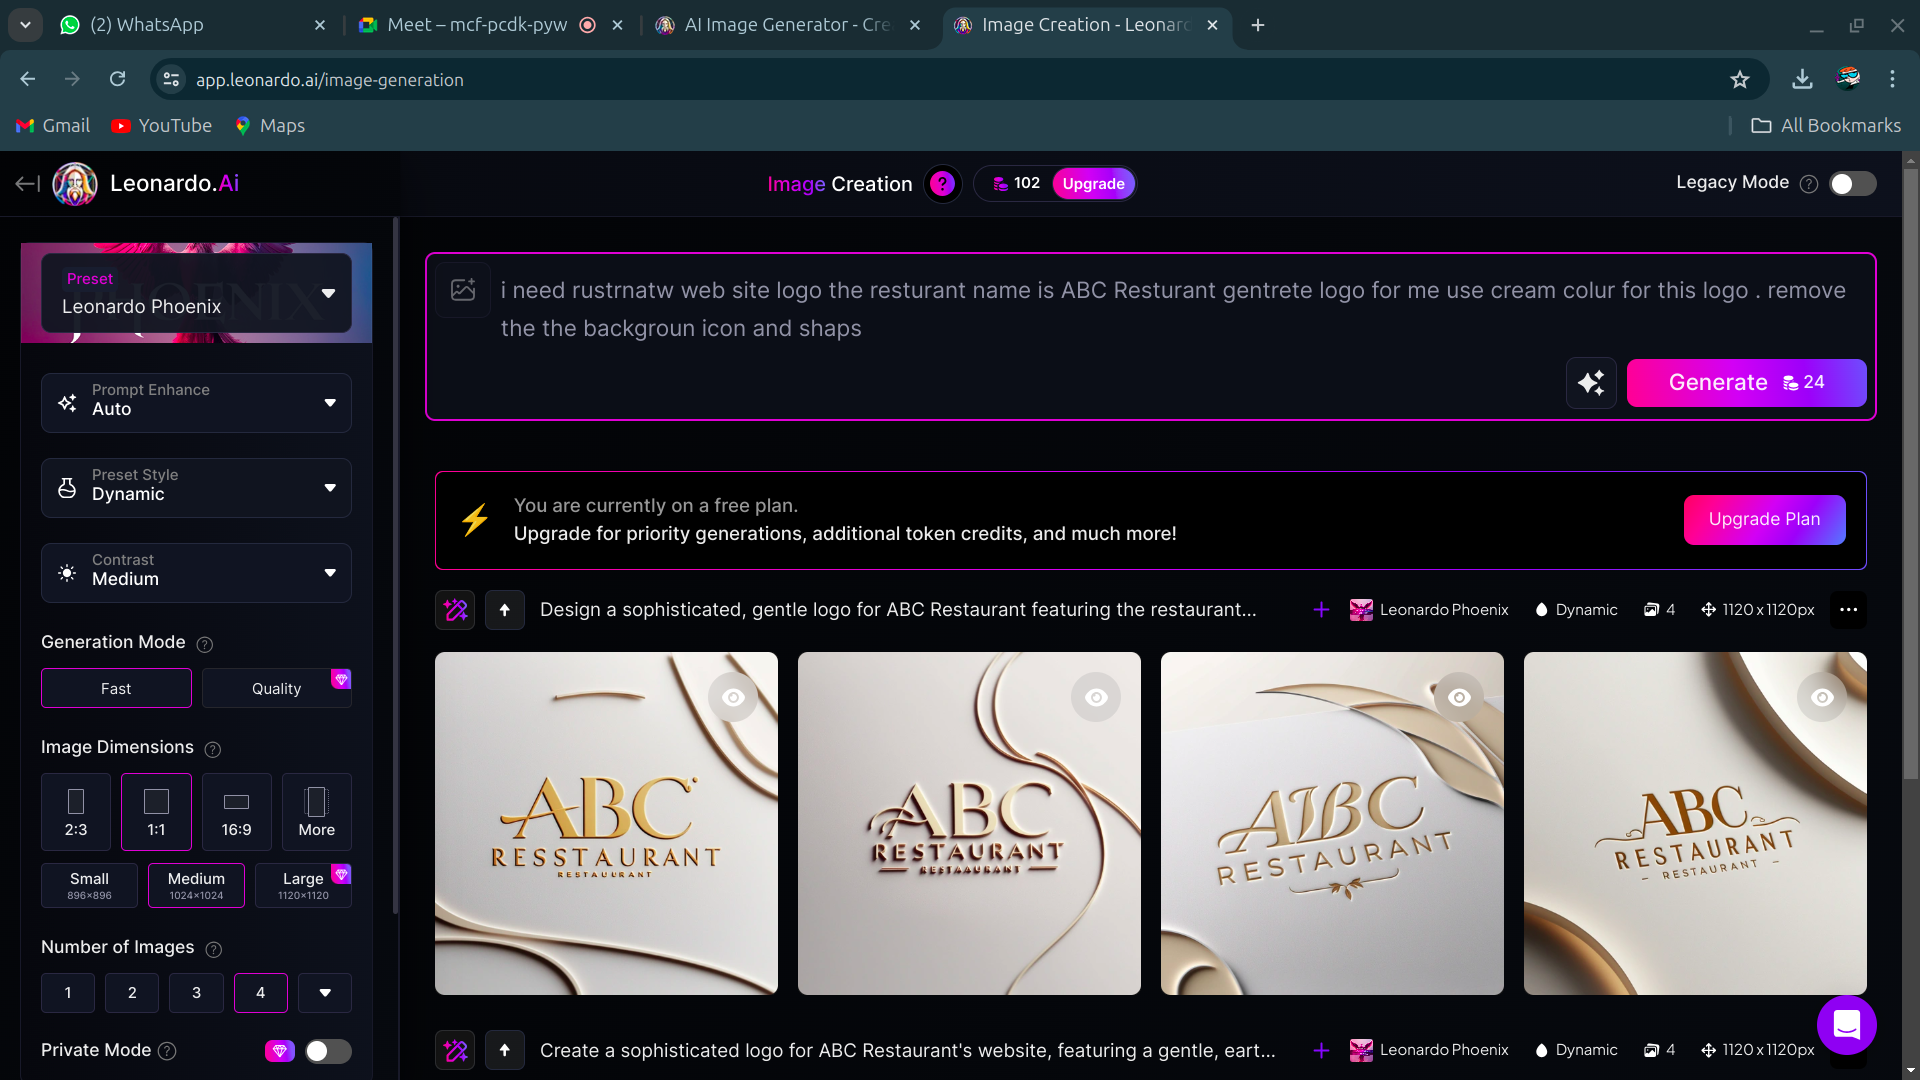 (2) WhatsApp
Meet – mcf-pcdk-pyw
AI Image Generator - Cre
Image Creation - Leonard
app.leonardo.ai/image-generation
Gmail
YouTube
Maps
All Bookmarks
Leonardo.Ai
Image Creation
?
102
Upgrade
Legacy Mode
?
Preset
Leonardo Phoenix
Prompt Enhance
Auto
Preset Style
Dynamic
Contrast
Medium
Generation Mode ?
Fast
Quality
Image Dimensions ?
2:3
1:1
16:9
More
Small
896×896
Medium
1024×1024
Large
1120×1120
Number of Images ?
1
2
3
4
Private Mode ?
i need rustrnatw web site logo the resturant name is ABC Resturant gentrete logo for me use cream colur for this logo . remove
the the backgroun icon and shaps
Generate 24
You are currently on a free plan.
Upgrade for priority generations, additional token credits, and much more!
Upgrade Plan
Design a sophisticated, gentle logo for ABC Restaurant featuring the restaurant...
Leonardo Phoenix
Dynamic
4
1120 x 1120px
ABC
RESSTAURANT
ABC
RESTAURANT
AIBC
RESTAURANT
ABC
RESTAURANT
- RESTAURANT -
Create a sophisticated logo for ABC Restaurant's website, featuring a gentle, eart...
Leonardo Phoenix
Dynamic
4
1120 x 1120px